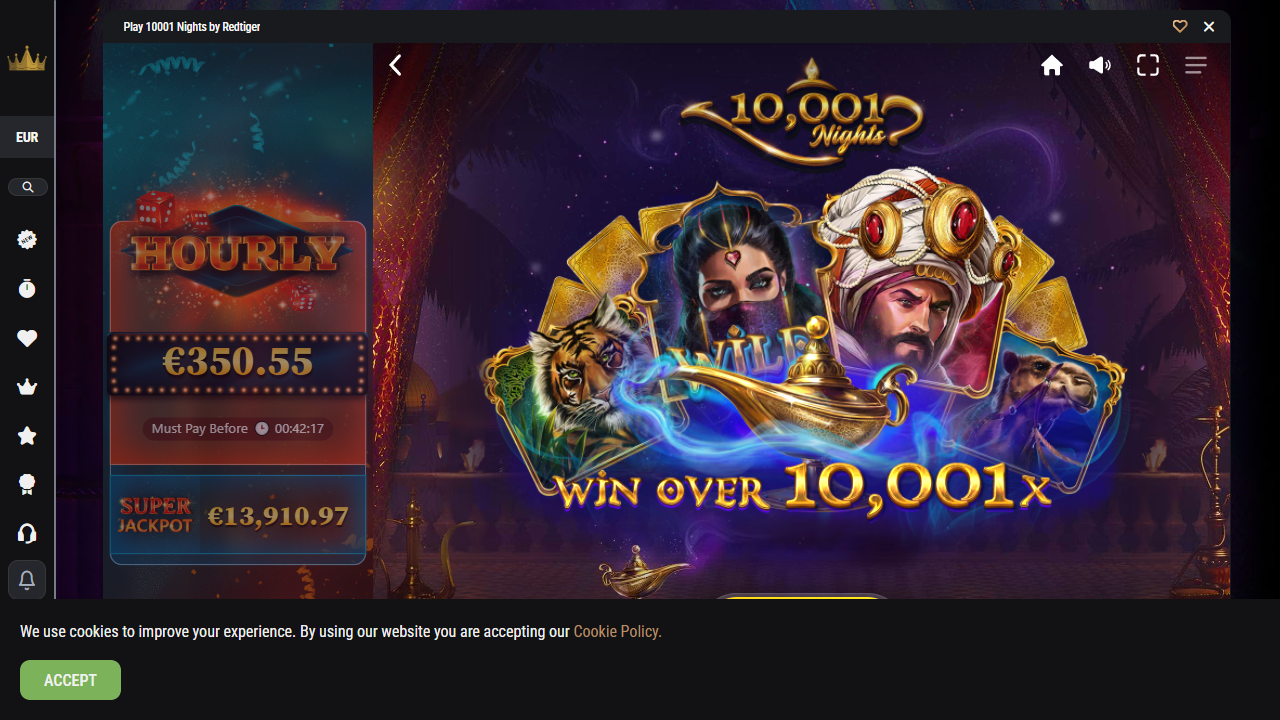 Play 10001 Nights by Redtiger
EUR
NEW
10,001
Nights
HOURLY
€350.55
Must Pay Before 00:42:17
SUPER
JACKPOT
€13,910.97
WILD
WIN OVER 10,001X
We use cookies to improve your experience. By using our website you are accepting our Cookie Policy.
ACCEPT